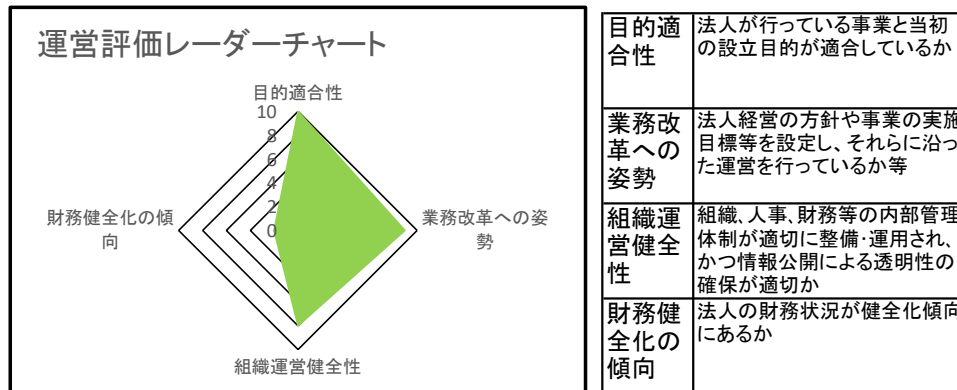 運営評価レーダーチャート
目的適合性
10
8
6
4
2
0
財務健全化の傾
向
業務改革への姿
勢
組織運営健全性
目的適
合性
法人が行っている事業と当初
の設立目的が適合しているか
業務改
革への
姿勢
法人経営の方針や事業の実施
目標等を設定し、それらに沿っ
た運営を行っているか等
組織運
営健全
性
組織、人事、財務等の内部管理
体制が適切に整備・運用され、
かつ情報公開による透明性の
確保が適切か
財務健
全化の
傾向
法人の財務状況が健全化傾向
にあるか